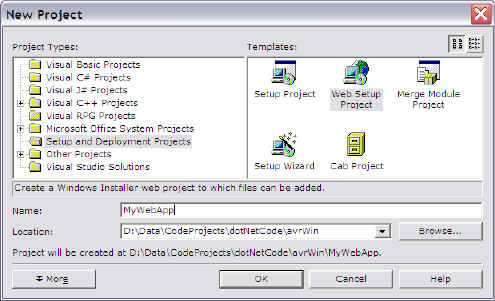 New Project
Project Types:
Templates:
Visual Basic Projects
Visual C# Projects
Visual J# Projects
Visual C++ Projects
Visual RPG Projects
Microsoft Office System Projects
Setup and Deployment Projects
Other Projects
Visual Studio Solutions
Setup Project
Web Setup
Project
Merge Module
Project
Setup Wizard
Cab Project
Create a Windows Installer web project to which files can be added.
Name:
MyWebApp
Location:
D:\Data\CodeProjects\dotNetCode\avrWin
Browse...
Project will be created at D:\Data\CodeProjects\dotNetCode\avrWin\MyWebApp.
More
OK
Cancel
Help